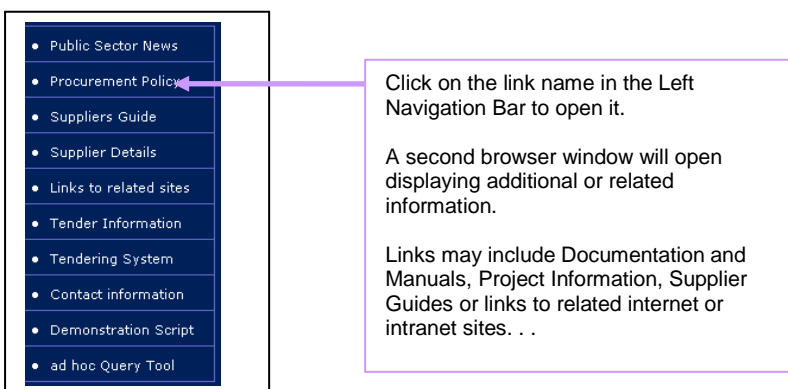 Public Sector News
Procurement Policy
Suppliers Guide
Supplier Details
Links to related sites
Tender Information
Tendering System
Contact information
Demonstration Script
ad hoc Query Tool
Click on the link name in the Left
Navigation Bar to open it.
A second browser window will open
displaying additional or related
information.
Links may include Documentation and
Manuals, Project Information, Supplier
Guides or links to related internet or
intranet sites. . .